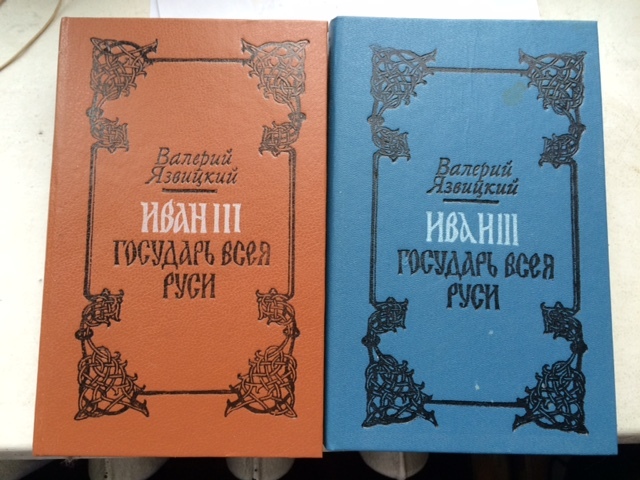 Валерий
Язвицкий
ИВАН III
ГОСУДАРЬ ВСЕЯ
РУСИ
Валерий
Язвицкий
ИВАН III
ГОСУДАРЬ ВСЕЯ
РУСИ